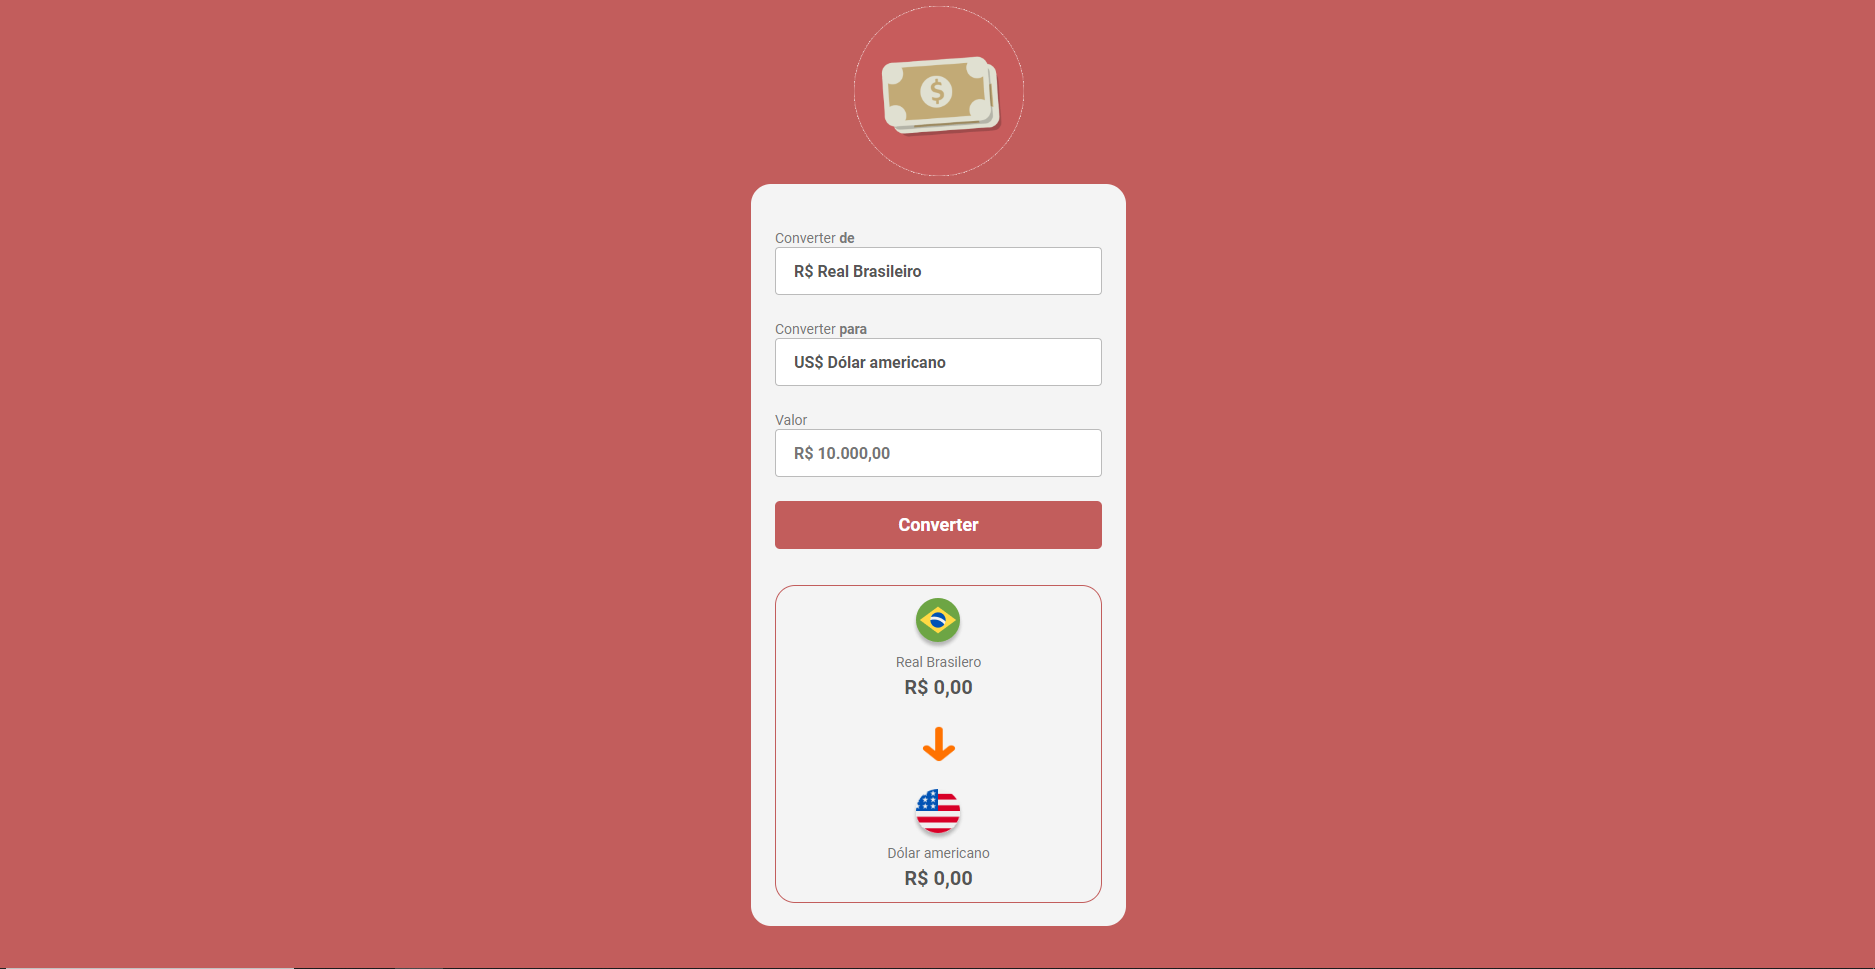 $
Converter de
R$ Real Brasileiro
Converter para
US$ Dólar americano
Valor
R$ 10.000,00
Converter
Real Brasilero
R$ 0,00
Dólar americano
R$ 0,00